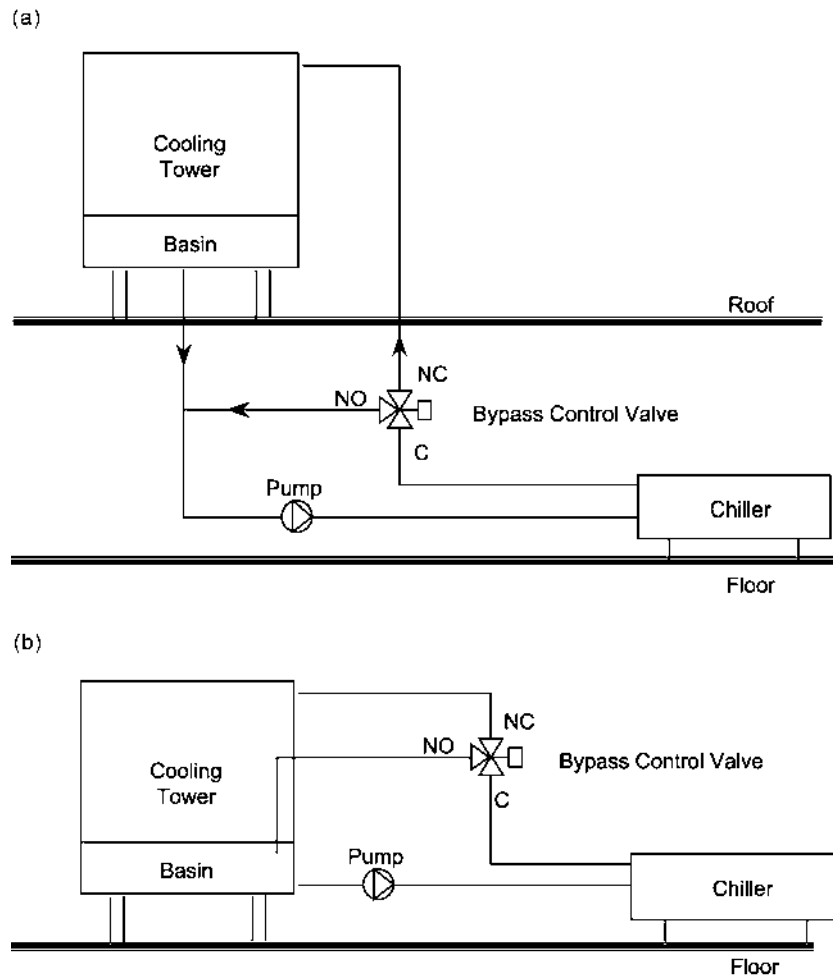 (a)
Cooling
Tower
Basin
Roof
NC
NO
Bypass Control Valve
C
Pump
Chiller
Floor
(b)
NC
NO
Bypass Control Valve
Cooling
Tower
C
Pump
Basin
Chiller
Floor